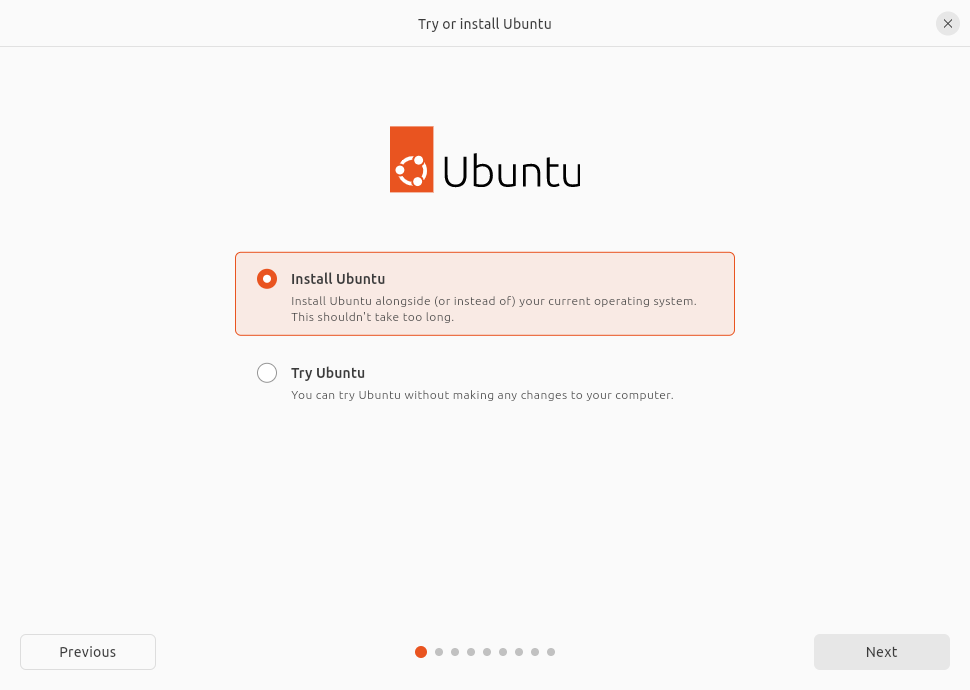 Try or install Ubuntu
Ubuntu
Install Ubuntu
Install Ubuntu alongside (or instead of) your current operating system.
This shouldn't take too long.
Try Ubuntu
You can try Ubuntu without making any changes to your computer.
Previous
Next